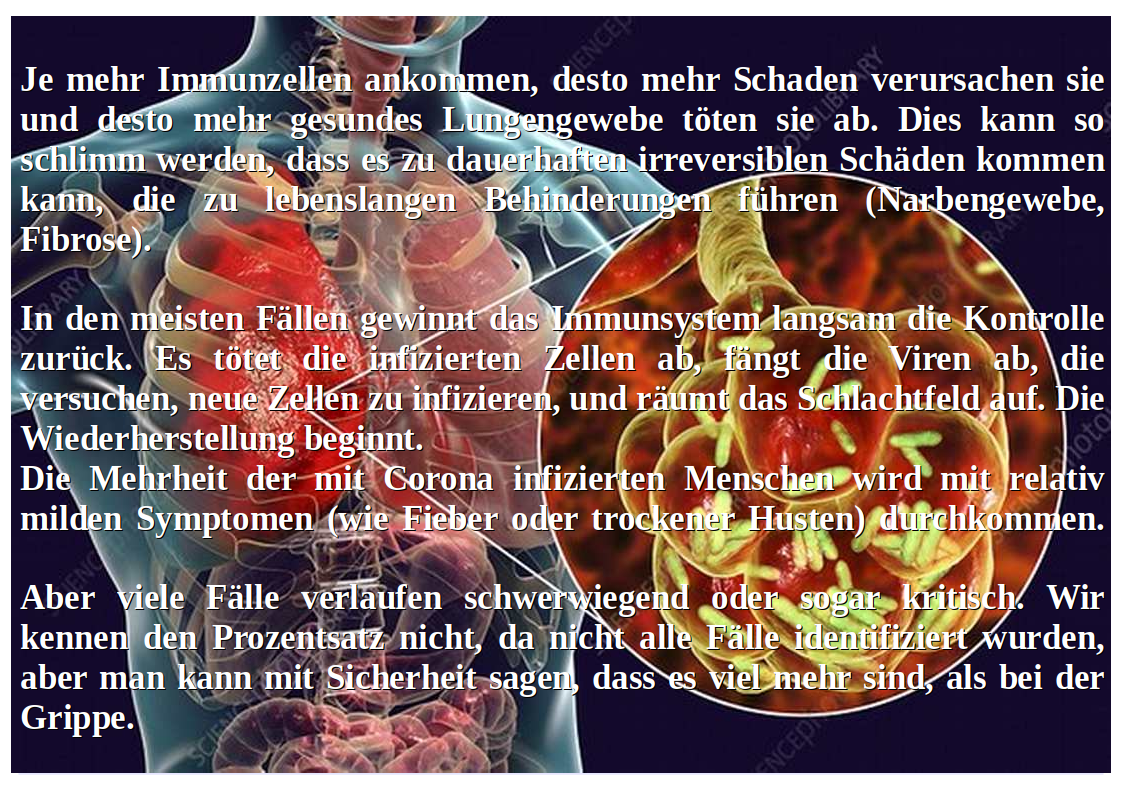 Je mehr Immunzellen ankommen, desto mehr Schaden verursachen sie
und desto mehr gesundes Lungengewebe töten sie ab. Dies kann so
schlimm werden, dass es zu dauerhaften irreversiblen Schäden kommen
kann, die zu lebenslangen Behinderungen führen (Narbengewebe,
Fibrose).
In den meisten Fällen gewinnt das Immunsystem langsam die Kontrolle
zurück. Es tötet die infizierten Zellen ab, fängt die Viren ab, die
versuchen, neue Zellen zu infizieren, und räumt das Schlachtfeld auf. Die
Wiederherstellung beginnt.
Die Mehrheit der mit Corona infizierten Menschen wird mit relativ
milden Symptomen (wie Fieber oder trockener Husten) durchkommen.
Aber viele Fälle verlaufen schwerwiegend oder sogar kritisch. Wir
kennen den Prozentsatz nicht, da nicht alle Fälle identifiziert wurden,
aber man kann mit Sicherheit sagen, dass es viel mehr sind, als bei der
Grippe.